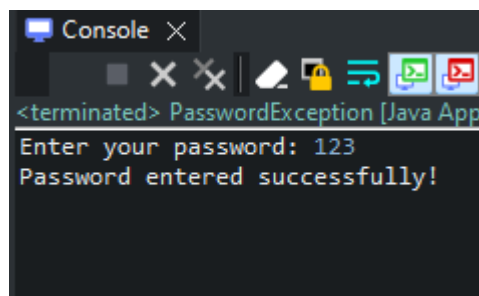 Console
<terminated> PasswordException [Java App
Enter your password: 123
Password entered successfully!